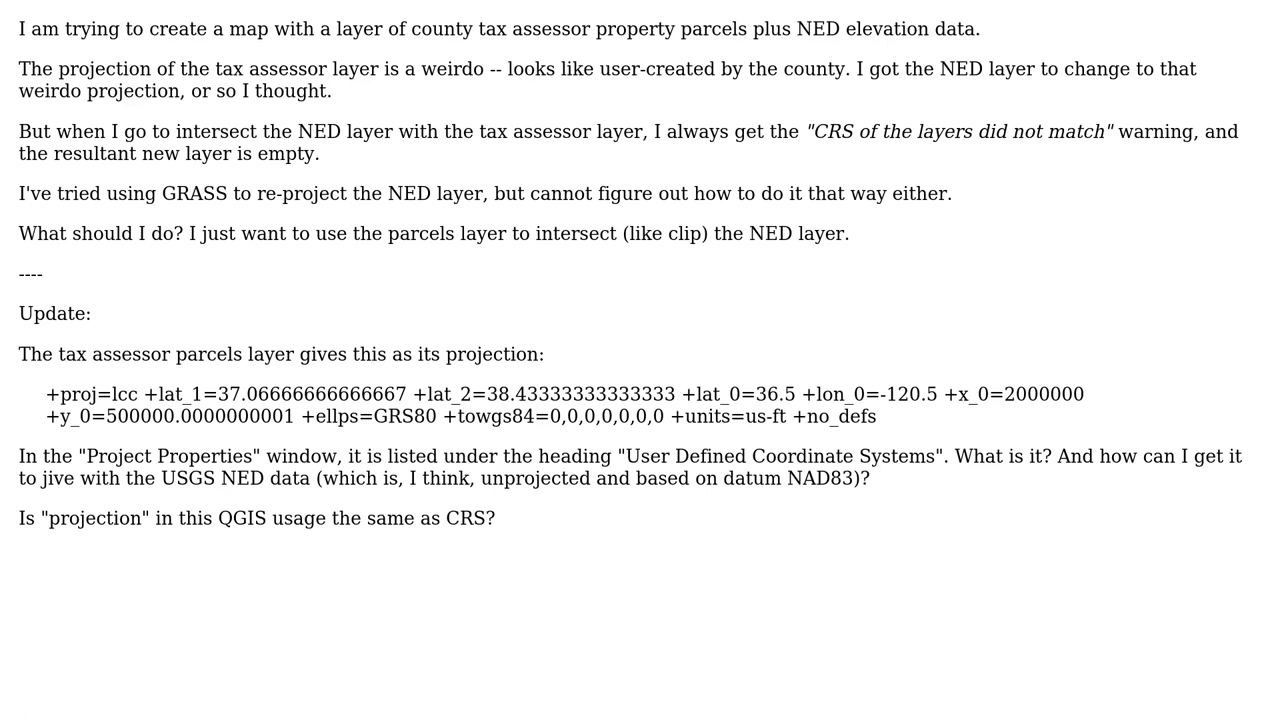 I am trying to create a map with a layer of county tax assessor property parcels plus NED elevation data.
The projection of the tax assessor layer is a weirdo -- looks like user-created by the county. I got the NED layer to change to that
weirdo projection, or so I thought.
But when I go to intersect the NED layer with the tax assessor layer, I always get the "CRS of the layers did not match" warning, and
the resultant new layer is empty.
I've tried using GRASS to re-project the NED layer, but cannot figure out how to do it that way either.
What should I do? I just want to use the parcels layer to intersect (like clip) the NED layer.
----
Update:
The tax assessor parcels layer gives this as its projection:
+proj=lcc +lat_1=37.06666666666667 +lat_2=38.43333333333333 +lat_0=36.5 +lon_0=-120.5 +x_0=2000000
+y_0=500000.0000000001 +ellps=GRS80 +towgs84=0,0,0,0,0,0,0 +units=us-ft +no_defs
In the "Project Properties" window, it is listed under the heading "User Defined Coordinate Systems". What is it? And how can I get it
to jive with the USGS NED data (which is, I think, unprojected and based on datum NAD83)?
Is "projection" in this QGIS usage the same as CRS?